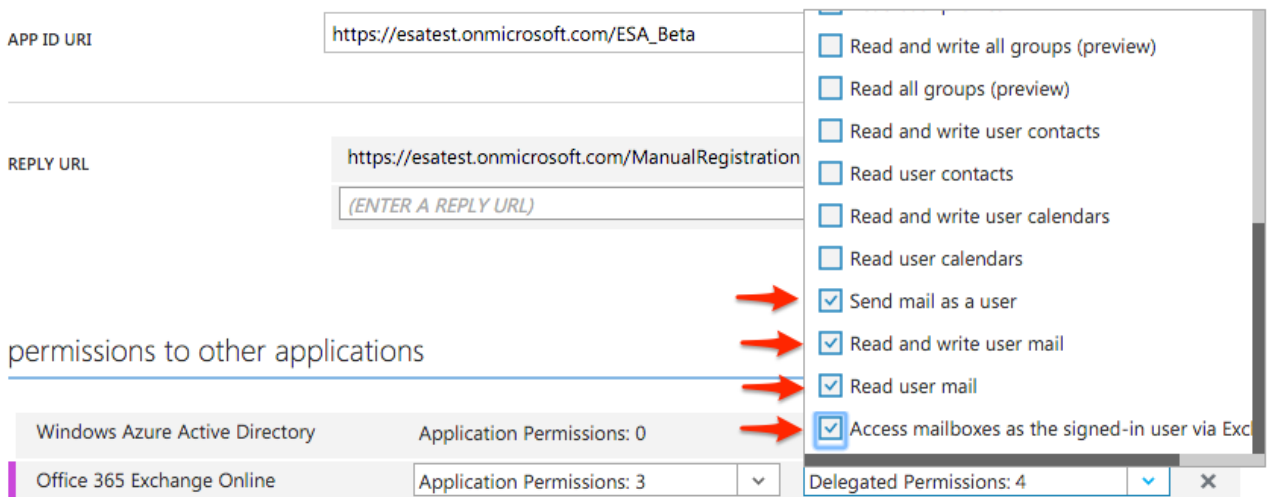 APP ID URI
https://esatest.onmicrosoft.com/ESA_Beta
REPLY URL
https://esatest.onmicrosoft.com/ManualRegistration
(ENTER A REPLY URL)
Read and write all groups (preview)
Read all groups (preview)
Read and write user contacts
Read user contacts
Read and write user calendars
Read user calendars
Send mail as a user
Read and write user mail
Read user mail
Access mailboxes as the signed-in user via Exc
permissions to other applications
Windows Azure Active Directory Application Permissions: 0
Office 365 Exchange Online Application Permissions: 3 Delegated Permissions: 4